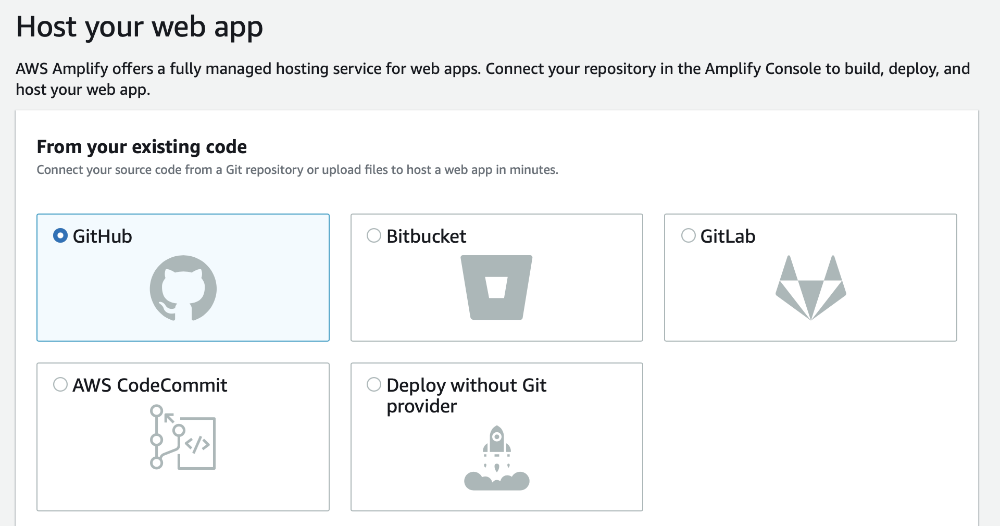 Host your web app
AWS Amplify offers a fully managed hosting service for web apps. Connect your repository in the Amplify Console to build, deploy, and
host your web app.
From your existing code
Connect your source code from a Git repository or upload files to host a web app in minutes.
GitHub
Bitbucket
GitLab
AWS CodeCommit
</>
Deploy without Git
provider